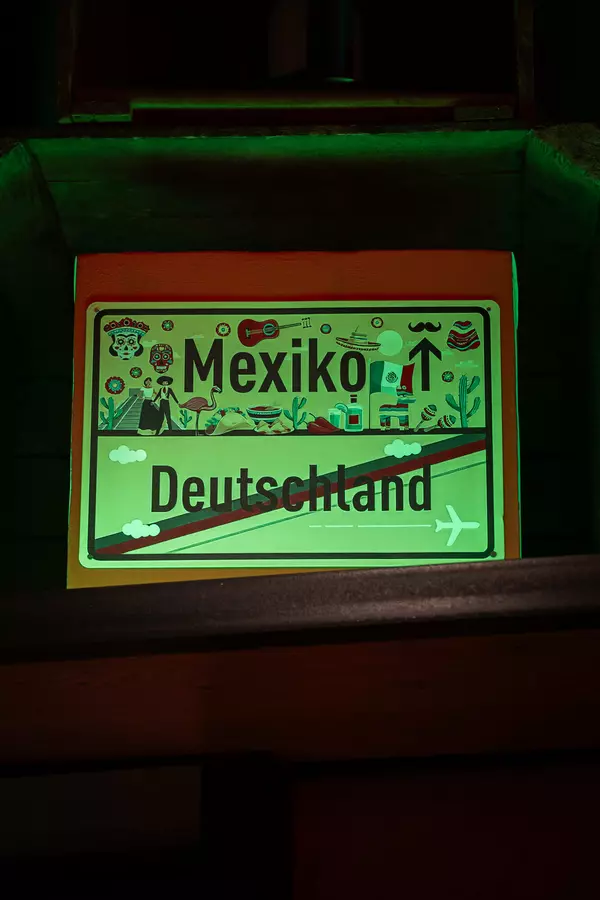 Mexiko ↑
Deutschland